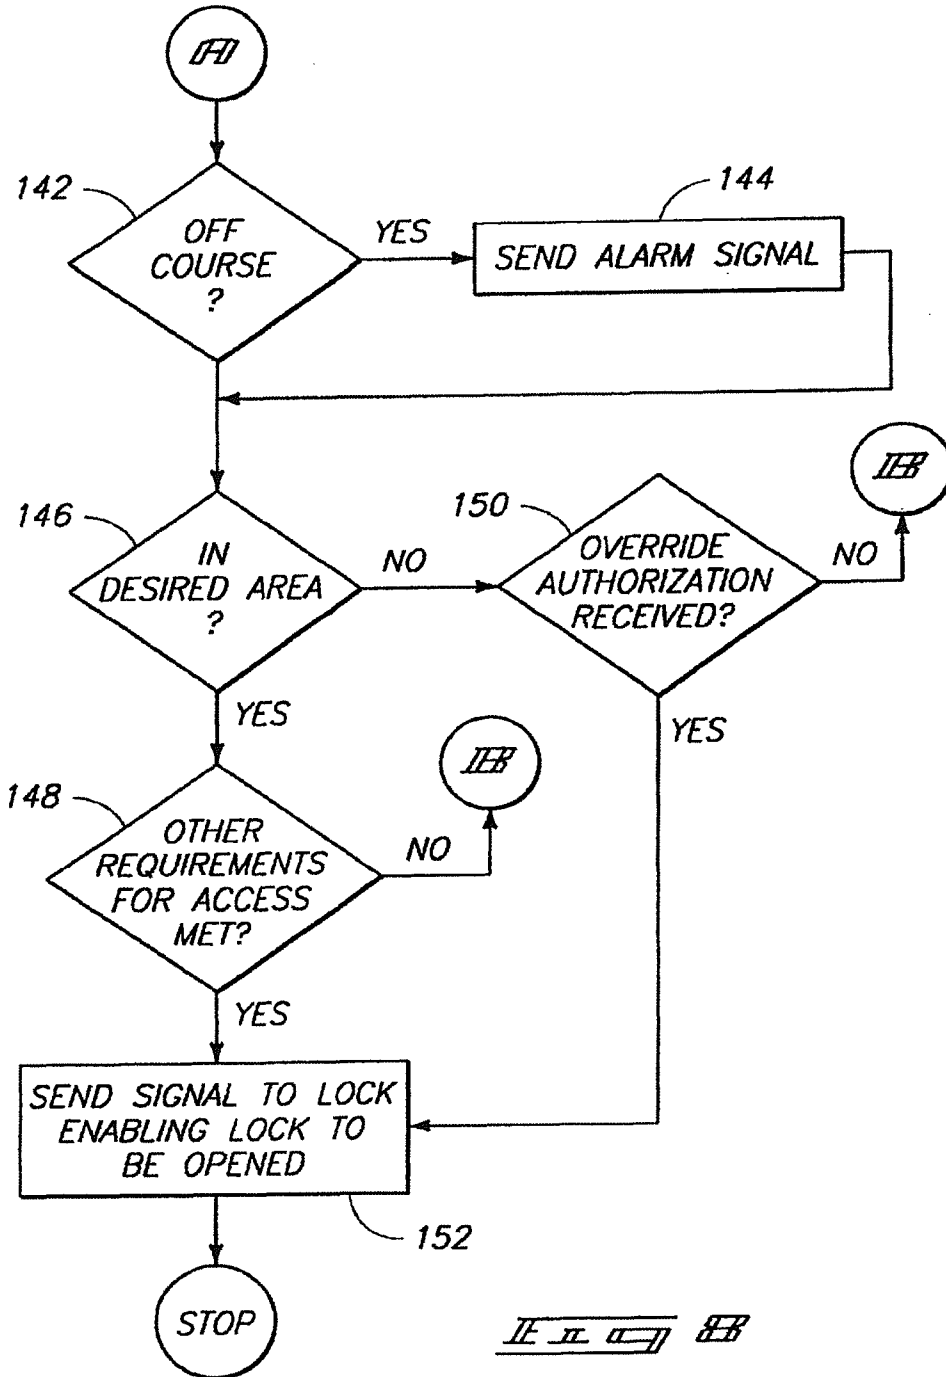 A
142
OFF
COURSE
?
YES
144
SEND ALARM SIGNAL
146
IN
DESIRED AREA
?
NO
150
OVERRIDE
AUTHORIZATION
RECEIVED?
NO
B
YES
YES
148
OTHER
REQUIREMENTS
FOR ACCESS
MET?
NO
B
YES
SEND SIGNAL TO LOCK
ENABLING LOCK TO
BE OPENED
152
STOP
Fig 8